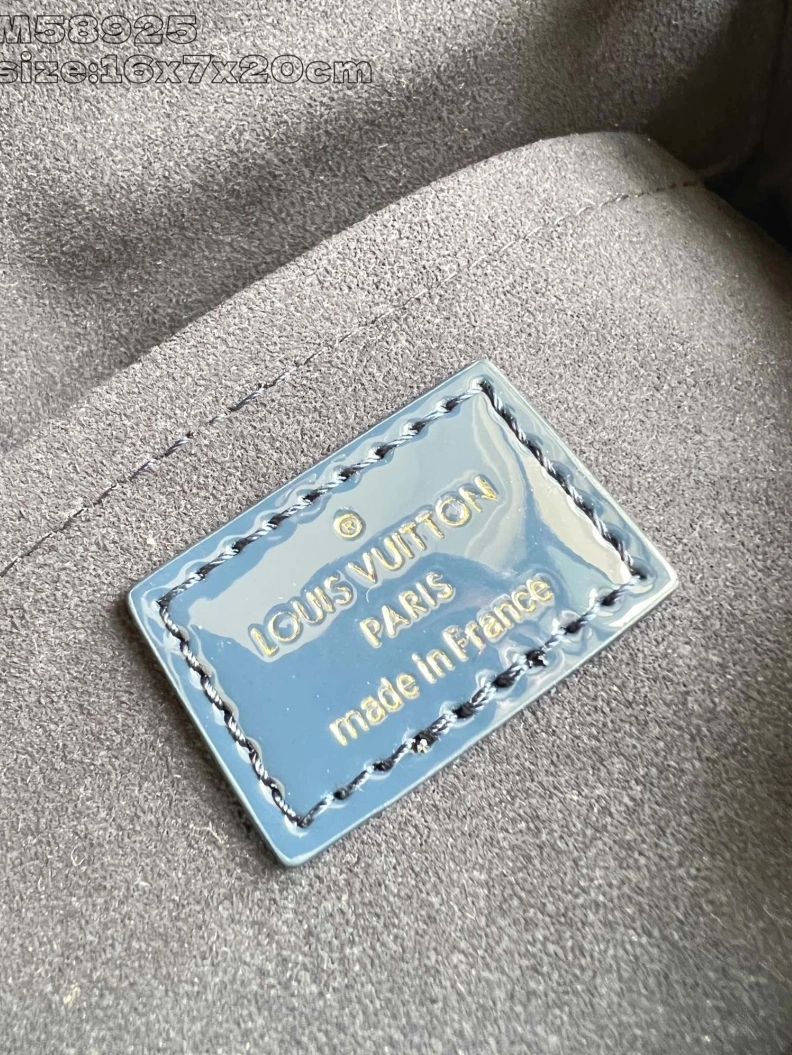 M58925
size:16x7x20cm
®
LOUIS VUITTON
PARIS
made in France